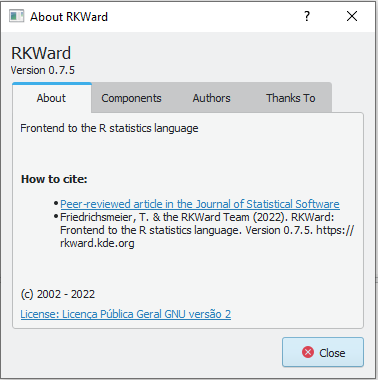 About RKWard
?
RKWard
Version 0.7.5
About Components Authors Thanks To
Frontend to the R statistics language
How to cite:
• Peer-reviewed article in the Journal of Statistical Software
• Friedrichsmeier, T. & the RKWard Team (2022). RKWard:
Frontend to the R statistics language. Version 0.7.5. https://
rkward.kde.org
(c) 2002 - 2022
License: Licença Pública Geral GNU versão 2
Close